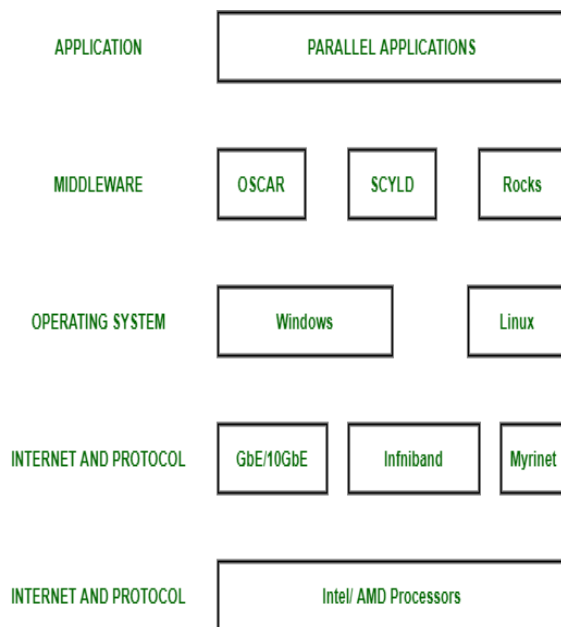 APPLICATION PARALLEL APPLICATIONS
MIDDLEWARE OSCAR SCYLD Rocks
OPERATING SYSTEM Windows Linux
INTERNET AND PROTOCOL GbE/10GbE Infniband Myrinet
INTERNET AND PROTOCOL Intel/ AMD Processors